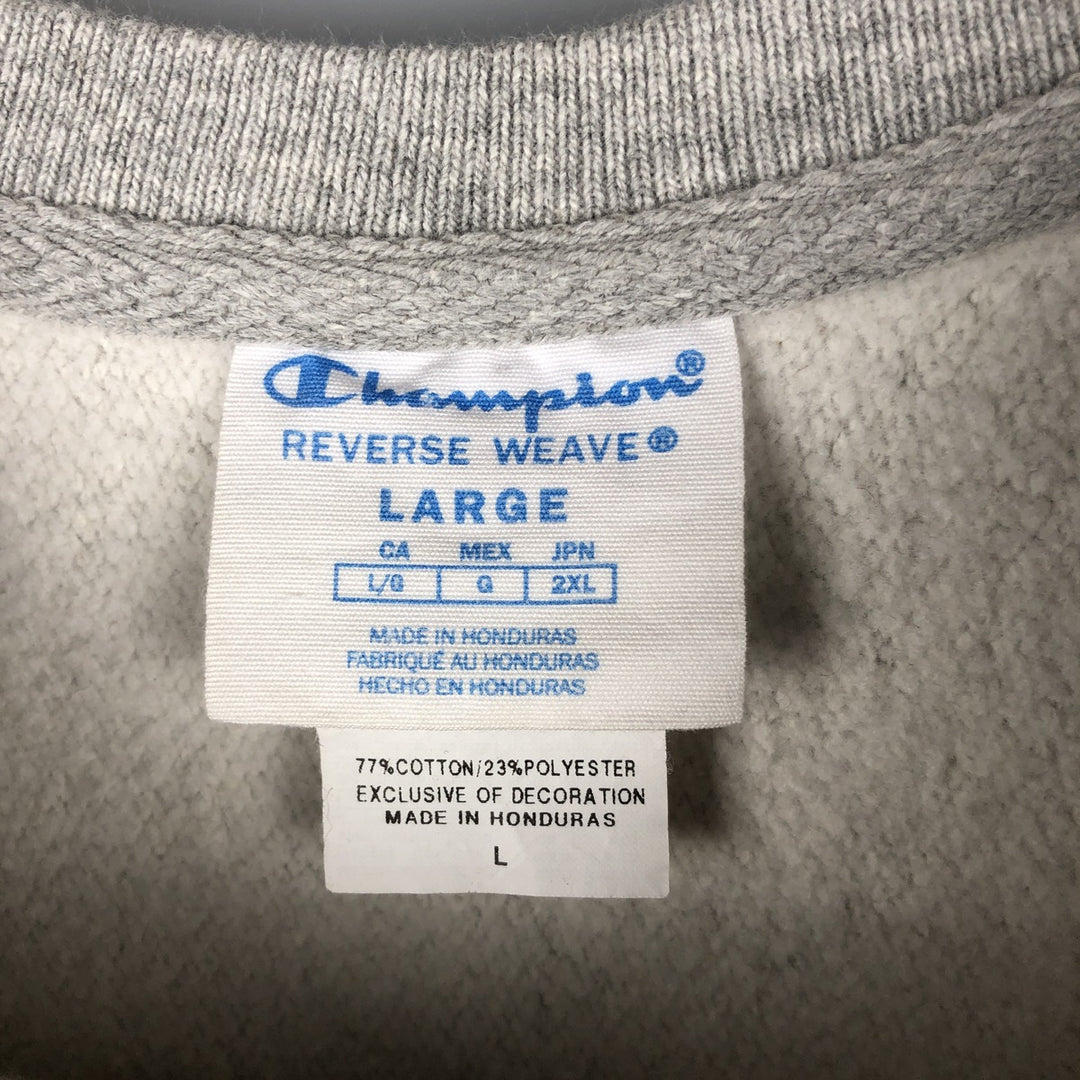 Champion®
REVERSE WEAVE®
LARGE
CA MEX JPN
L/G G 2XL
MADE IN HONDURAS
FABRIQUÉ AU HONDURAS
HECHO EN HONDURAS
77%COTTON/23%POLYESTER
EXCLUSIVE OF DECORATION
MADE IN HONDURAS
L